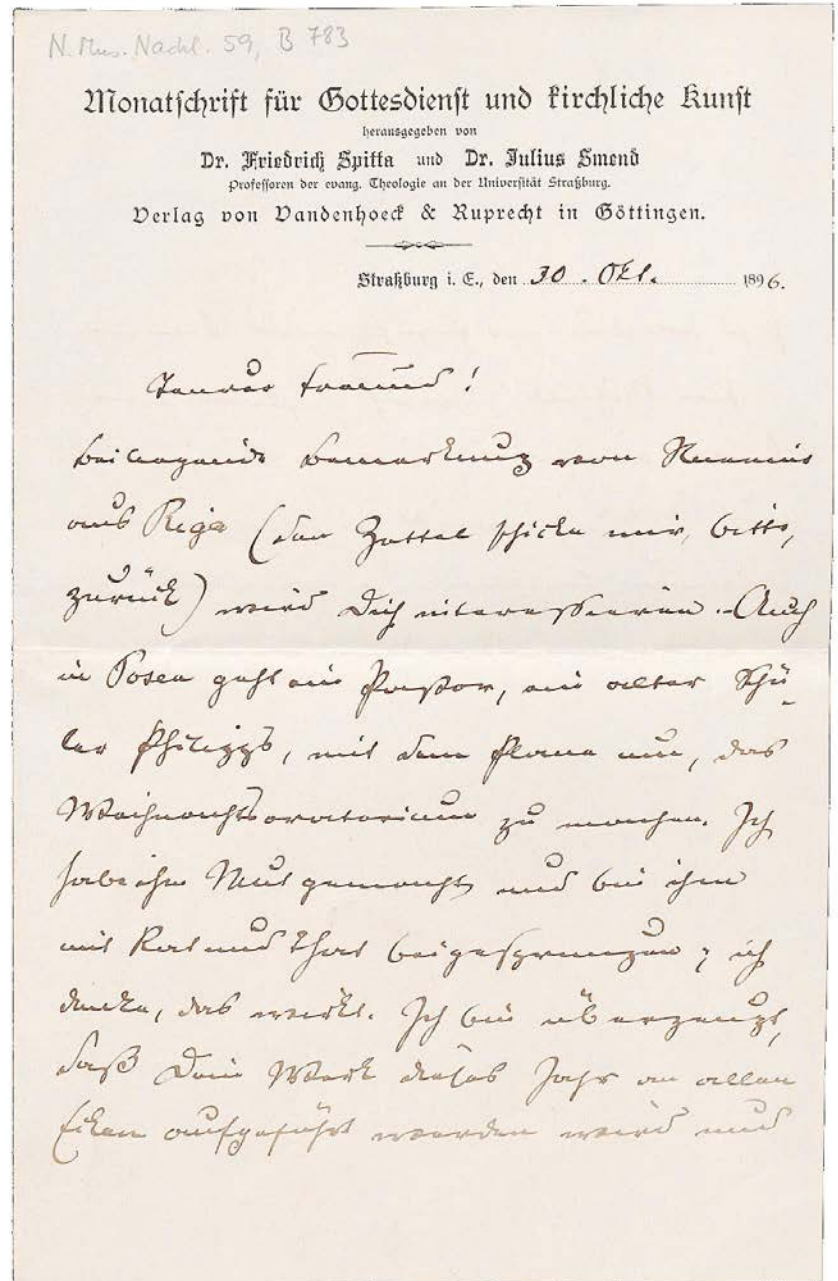 N. Mus. Nachl. 59, B 783
Monatschrift für Gottesdienst und kirchliche Kunst
herausgegeben von
Dr. Friedrich Spitta und Dr. Julius Smend
Professoren der evang. Theologie an der Universität Straßburg.
Verlag von Vandenhoeck & Ruprecht in Göttingen.
Straßburg i. E., den 30. Okt. 1896.
Teurer Freund!
Beiliegende Bemerkung von
aus Riga (den Zettel schicke mir, bitte,
zurück) wird Dich interessieren. – Auch
in Posen geht ein Pastor, ein alter Schü-
ler Philipps, mit dem Plane um, das
Weihnachtsoratorium zu machen. Ich
habe ihm Mut gemacht und bin ihm
mit Rat und That beigesprungen; ich
denke, das wirkt. Ich bin überzeugt,
daß Dein Werk dieses Jahr an allen
Ecken aufgeführt werden wird und